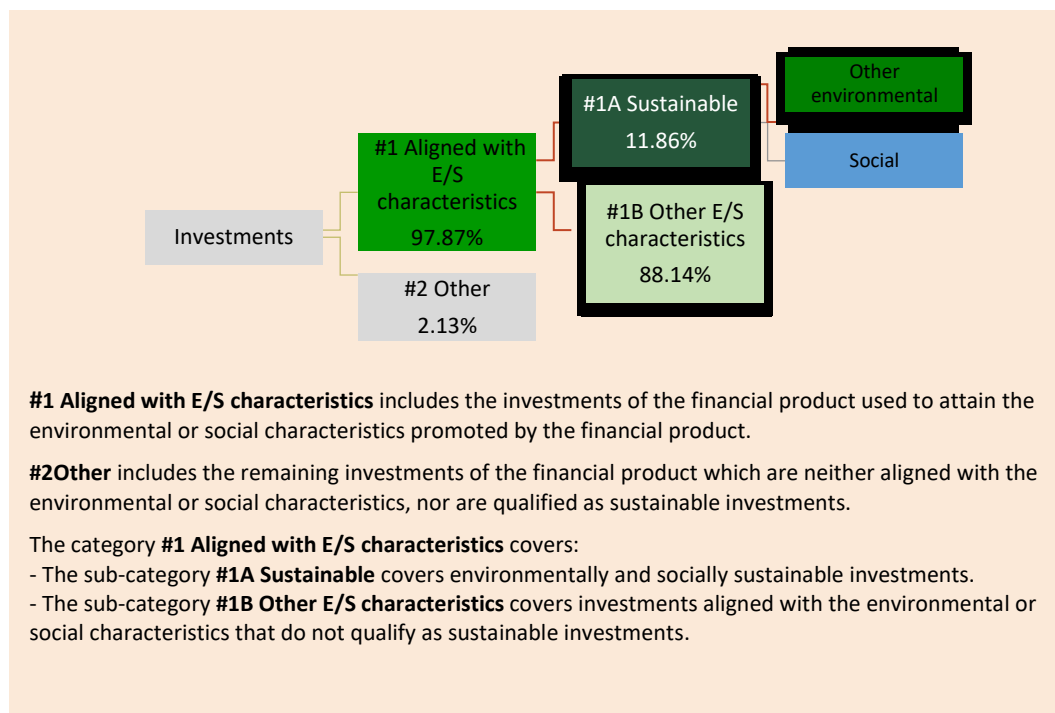 Investments
#1 Aligned with
E/S
characteristics
97.87%
#2 Other
2.13%
#1A Sustainable
11.86%
#1B Other E/S
characteristics
88.14%
Other
environmental
Social
#1 Aligned with E/S characteristics includes the investments of the financial product used to attain the
environmental or social characteristics promoted by the financial product.
#2Other includes the remaining investments of the financial product which are neither aligned with the
environmental or social characteristics, nor are qualified as sustainable investments.
The category #1 Aligned with E/S characteristics covers:
- The sub-category #1A Sustainable covers environmentally and socially sustainable investments.
- The sub-category #1B Other E/S characteristics covers investments aligned with the environmental or
social characteristics that do not qualify as sustainable investments.